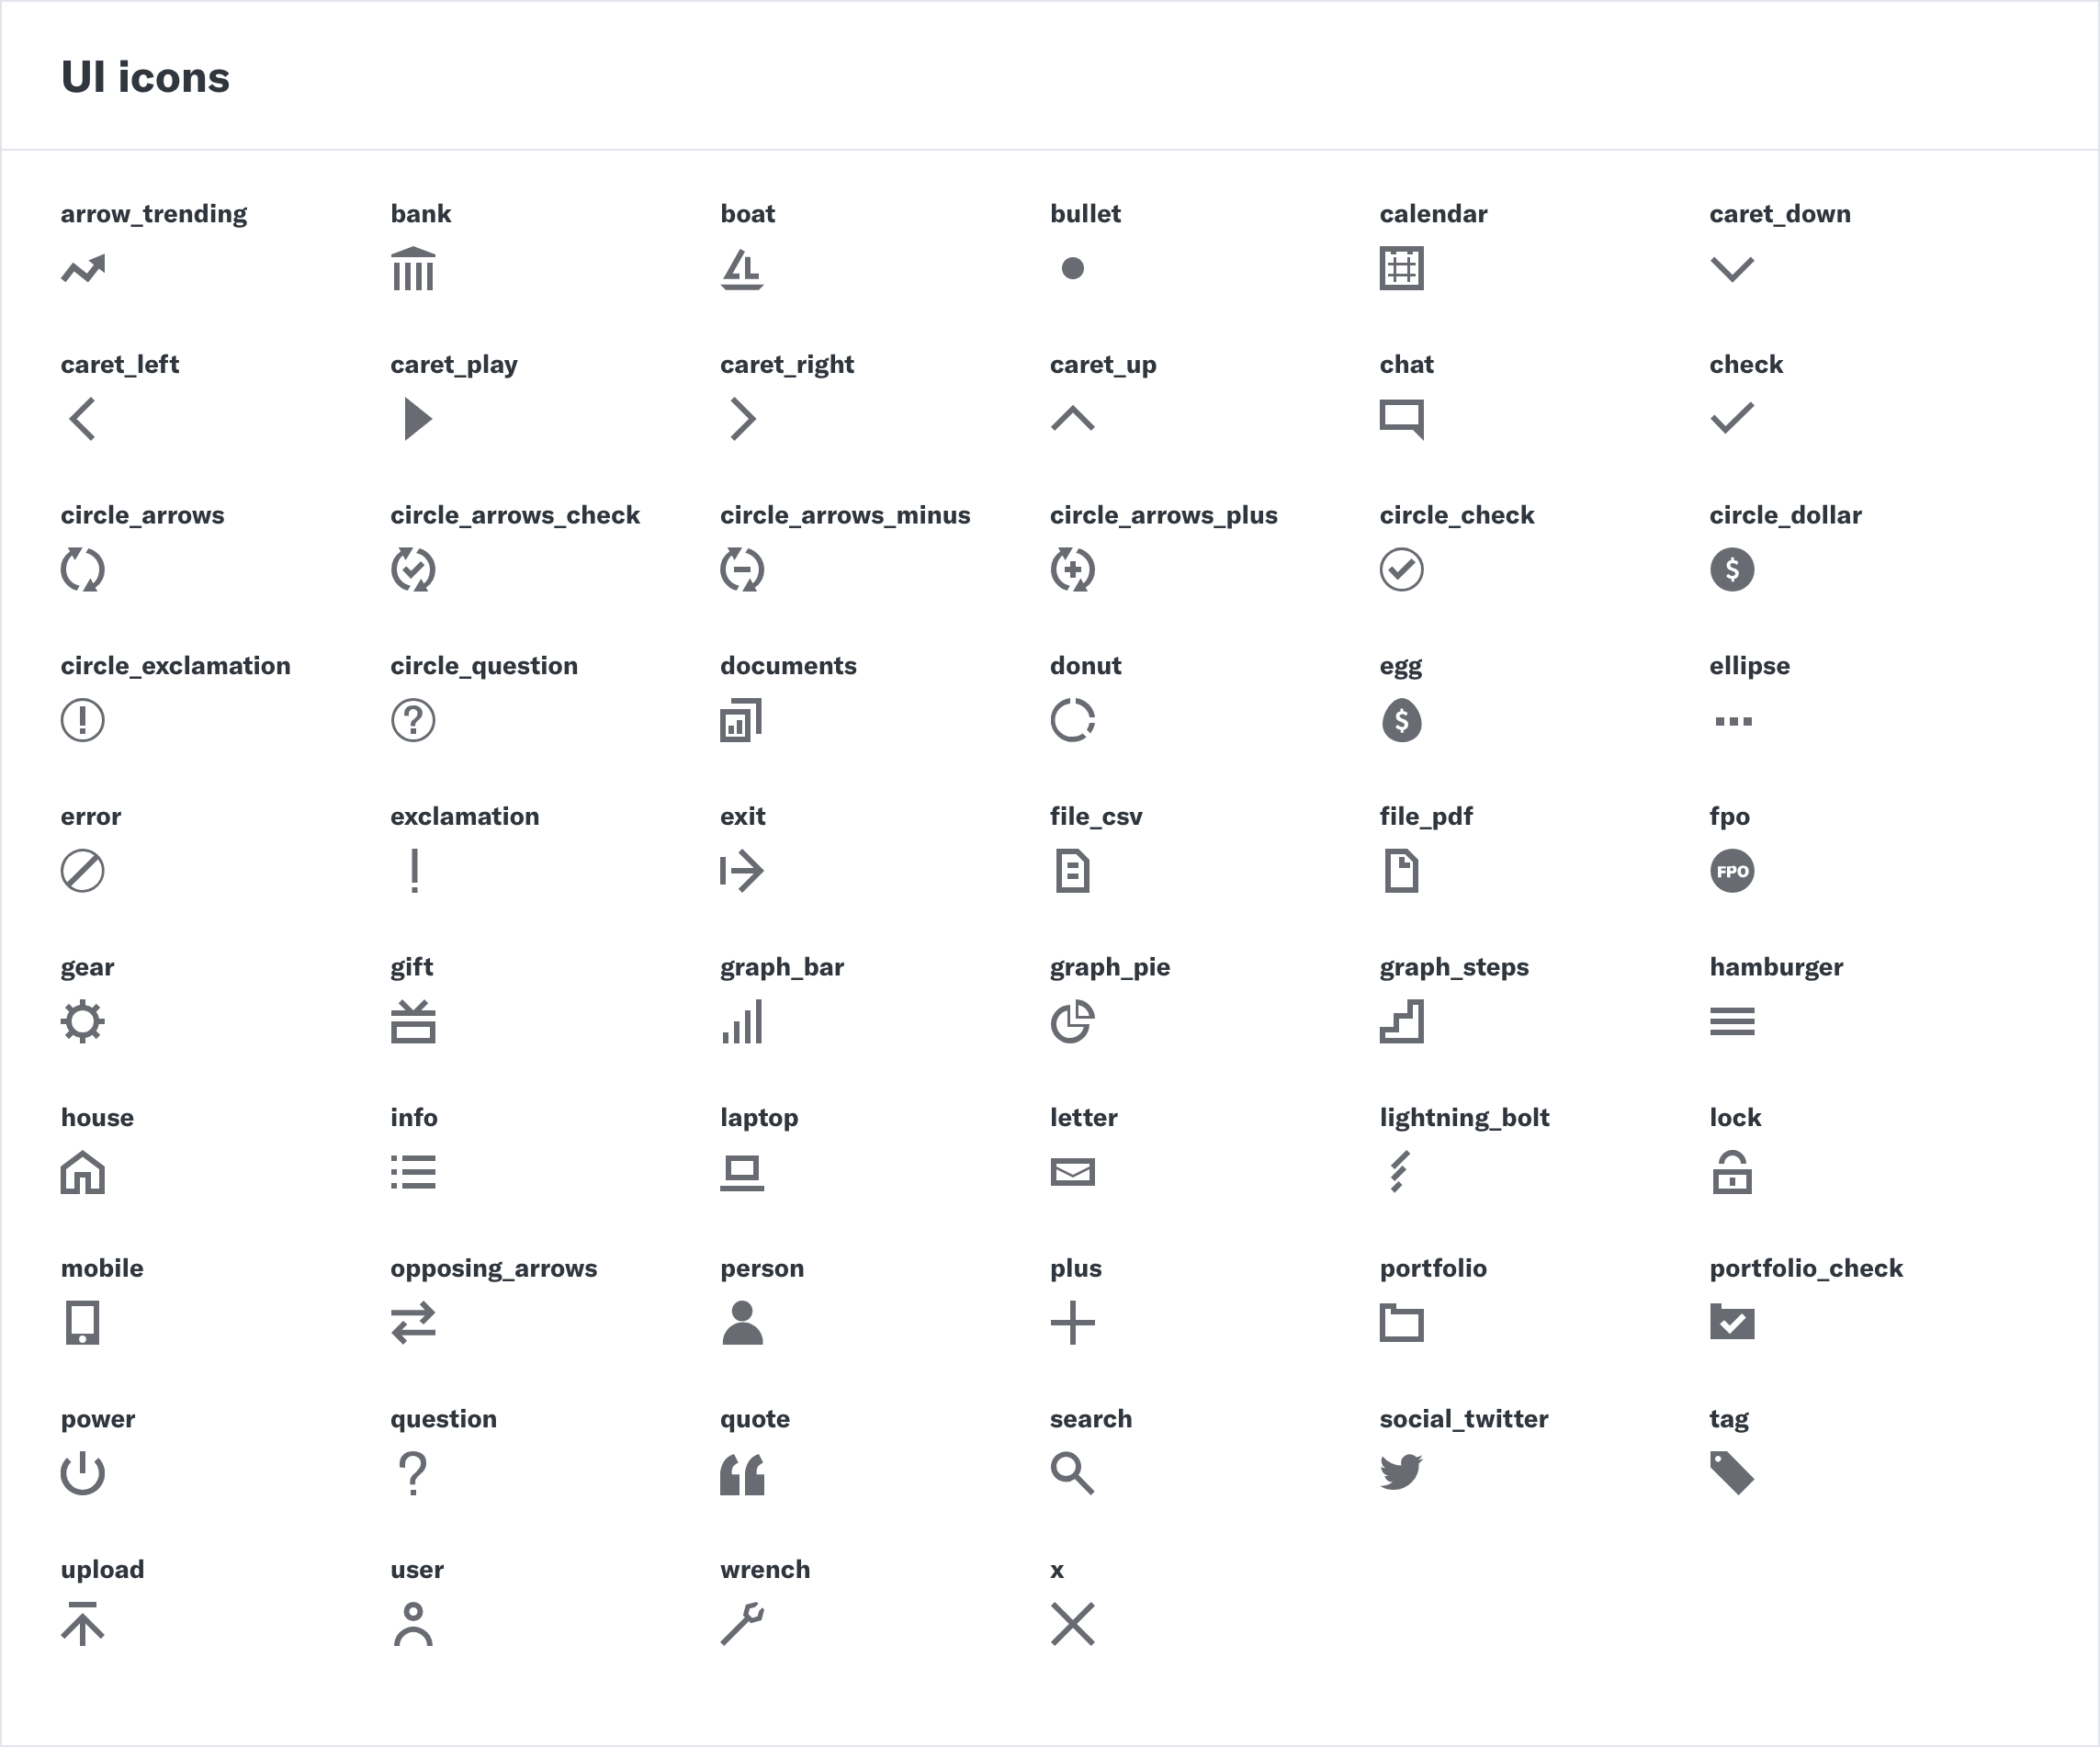 UI icons
arrow_trending bank boat bullet calendar caret_down
caret_left caret_play caret_right caret_up chat check
circle_arrows circle_arrows_check circle_arrows_minus circle_arrows_plus circle_check circle_dollar
$
circle_exclamation circle_question documents donut egg ellipse
! ? $
error exclamation exit file_csv file_pdf fpo
! FPO
gear gift graph_bar graph_pie graph_steps hamburger
house info laptop letter lightning_bolt lock
mobile opposing_arrows person plus portfolio portfolio_check
power question quote search social_twitter tag
? “
upload user wrench x